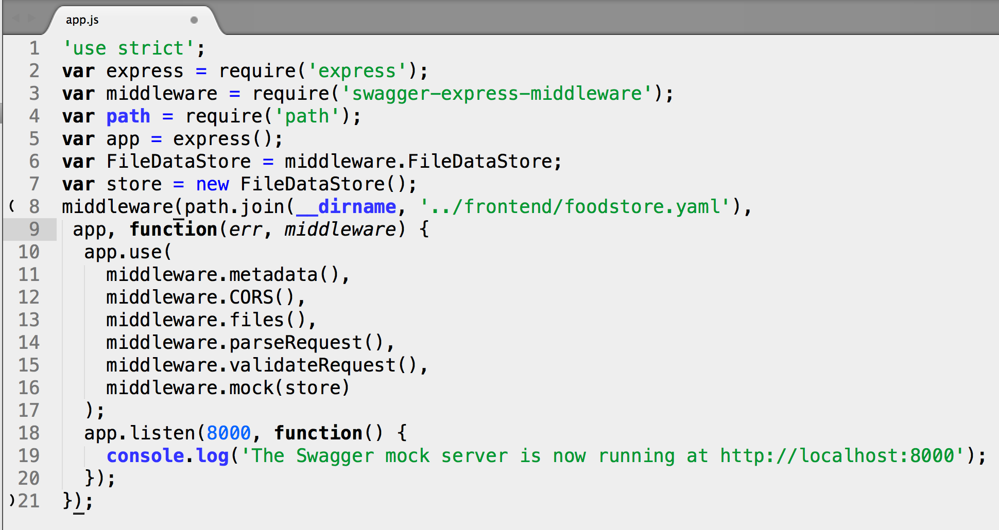 app.js
1 'use strict';
2 var express = require('express');
3 var middleware = require('swagger-express-middleware');
4 var path = require('path');
5 var app = express();
6 var FileDataStore = middleware.FileDataStore;
7 var store = new FileDataStore();
( 8 middleware(path.join(__dirname, '../frontend/foodstore.yaml'),
9  app, function(err, middleware) {
10   app.use(
11     middleware.metadata(),
12     middleware.CORS(),
13     middleware.files(),
14     middleware.parseRequest(),
15     middleware.validateRequest(),
16     middleware.mock(store)
17   );
18   app.listen(8000, function() {
19     console.log('The Swagger mock server is now running at http://localhost:8000');
20   });
)21 });